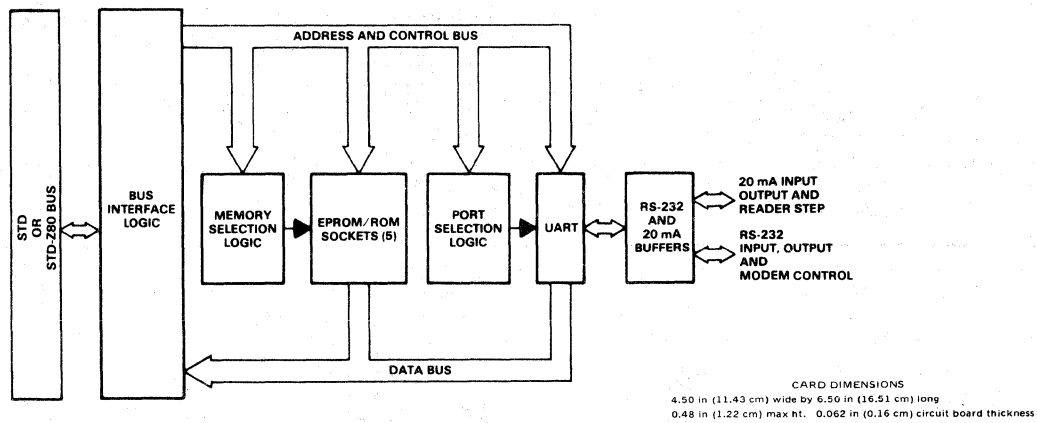 STD
OR
STD-Z80 BUS
BUS
INTERFACE
LOGIC
ADDRESS AND CONTROL BUS
MEMORY
SELECTION
LOGIC
EPROM/ROM
SOCKETS (5)
PORT
SELECTION
LOGIC
UART
RS-232
AND
20 mA
BUFFERS
20 mA INPUT
OUTPUT AND
READER STEP
RS-232
INPUT, OUTPUT
AND
MODEM CONTROL
DATA BUS
CARD DIMENSIONS
4.50 in (11.43 cm) wide by 6.50 in (16.51 cm) long
0.48 in (1.22 cm) max ht. 0.062 in (0.16 cm) circuit board thickness